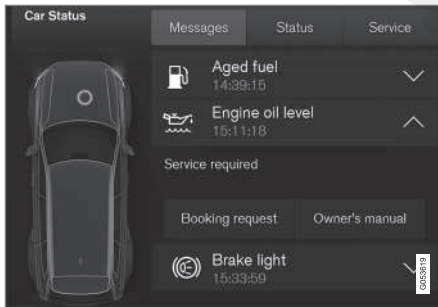 Car Status
Messages Status Service
Aged fuel
14:39:15
Engine oil level
15:11:18
Service required
Booking request Owner's manual
Brake light
15:33:59
G053619